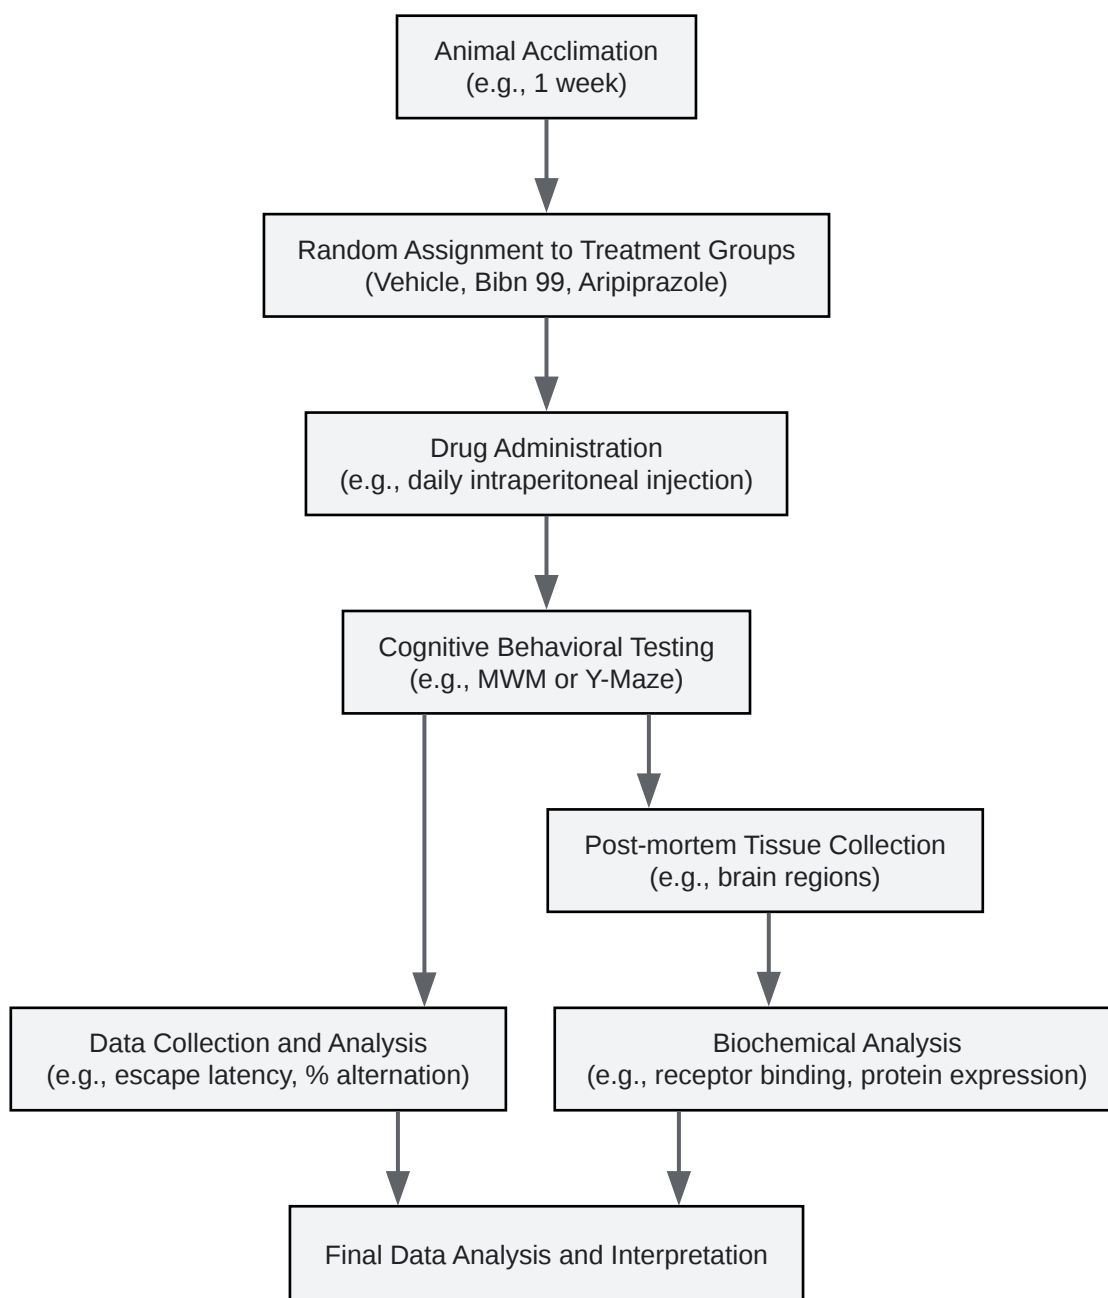 Animal Acclimation
(e.g., 1 week)
Random Assignment to Treatment Groups
(Vehicle, Bibn 99, Aripiprazole)
Drug Administration
(e.g., daily intraperitoneal injection)
Cognitive Behavioral Testing
(e.g., MWM or Y-Maze)
Post-mortem Tissue Collection
(e.g., brain regions)
Data Collection and Analysis
(e.g., escape latency, % alternation)
Biochemical Analysis
(e.g., receptor binding, protein expression)
Final Data Analysis and Interpretation